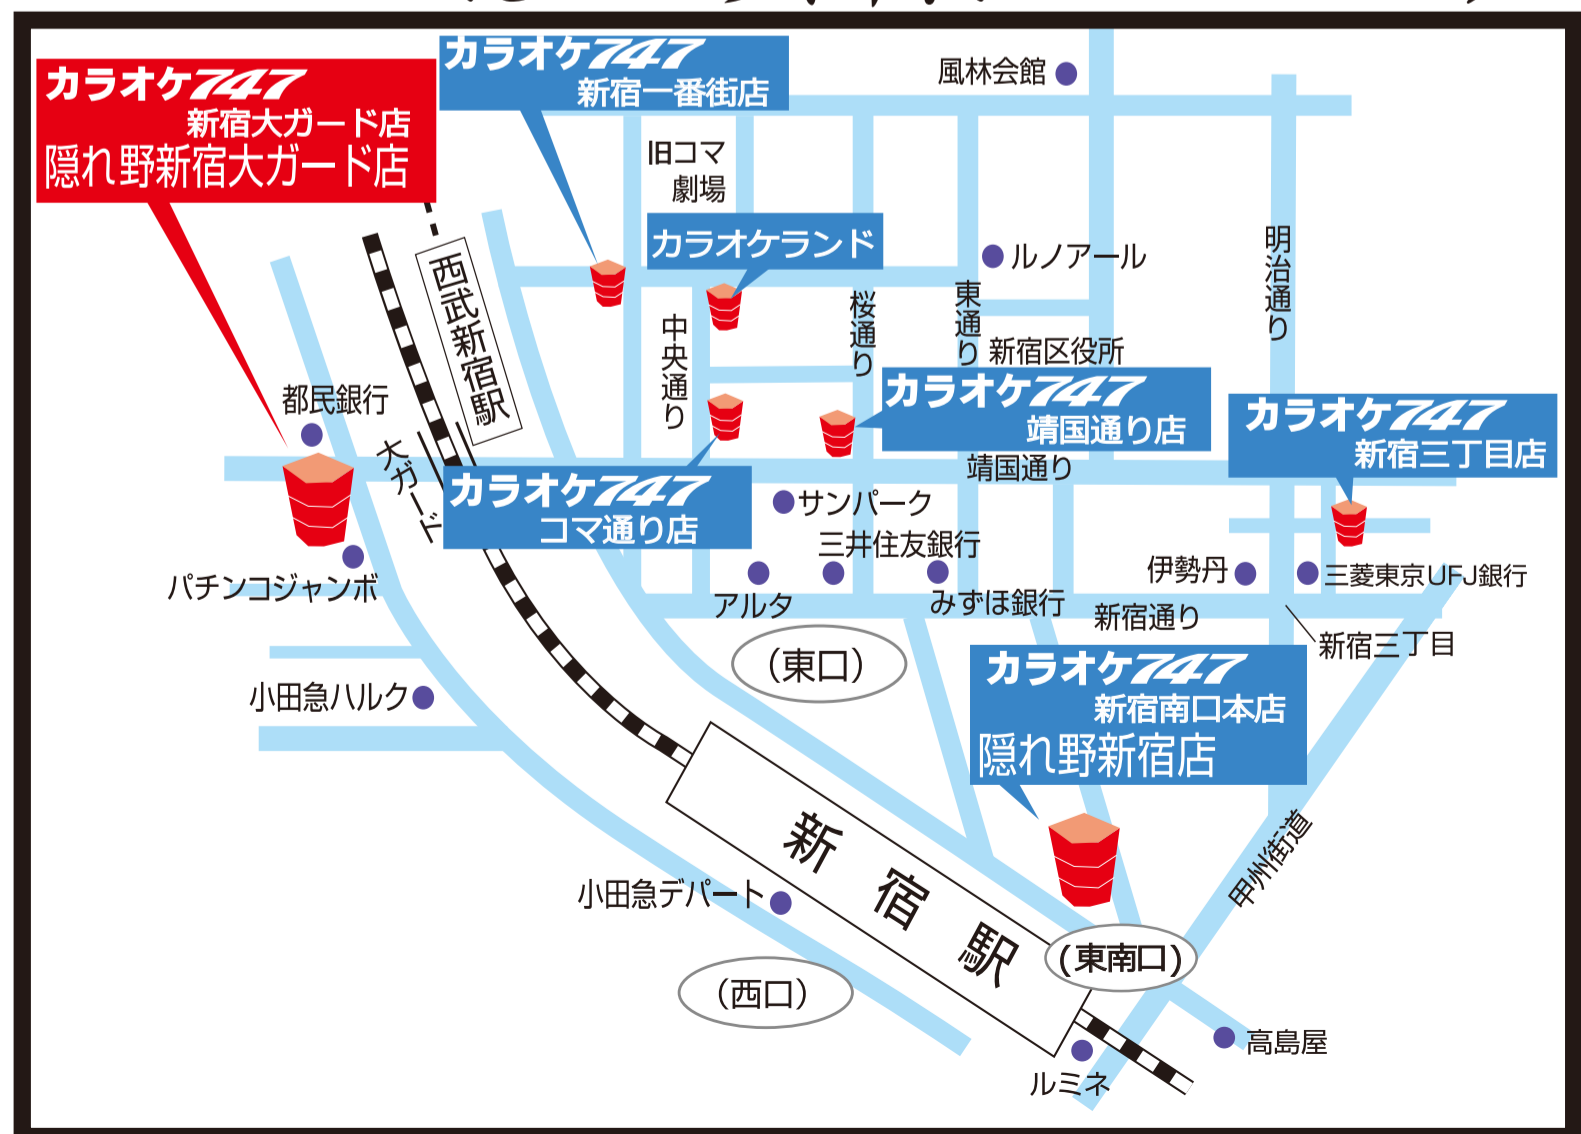 カラオケ747
新宿大ガード店
隠れ野新宿大ガード店
カラオケ747
新宿一番街店
風林会館
旧コマ
劇場
カラオケランド
ルノアール
明治通り
西武新宿駅
中央通り
桜通り
東通り
新宿区役所
都民銀行
カラオケ747
靖国通り店
カラオケ747
新宿三丁目店
大ガード
靖国通り
カラオケ747
コマ通り店
サンパーク
三井住友銀行
パチンコジャンボ
アルタ
みずほ銀行
伊勢丹
三菱東京UFJ銀行
新宿通り
新宿三丁目
(東口)
小田急ハルク
カラオケ747
新宿南口本店
隠れ野新宿店
新宿駅
甲州街道
小田急デパート
(東南口)
(西口)
高島屋
ルミネ